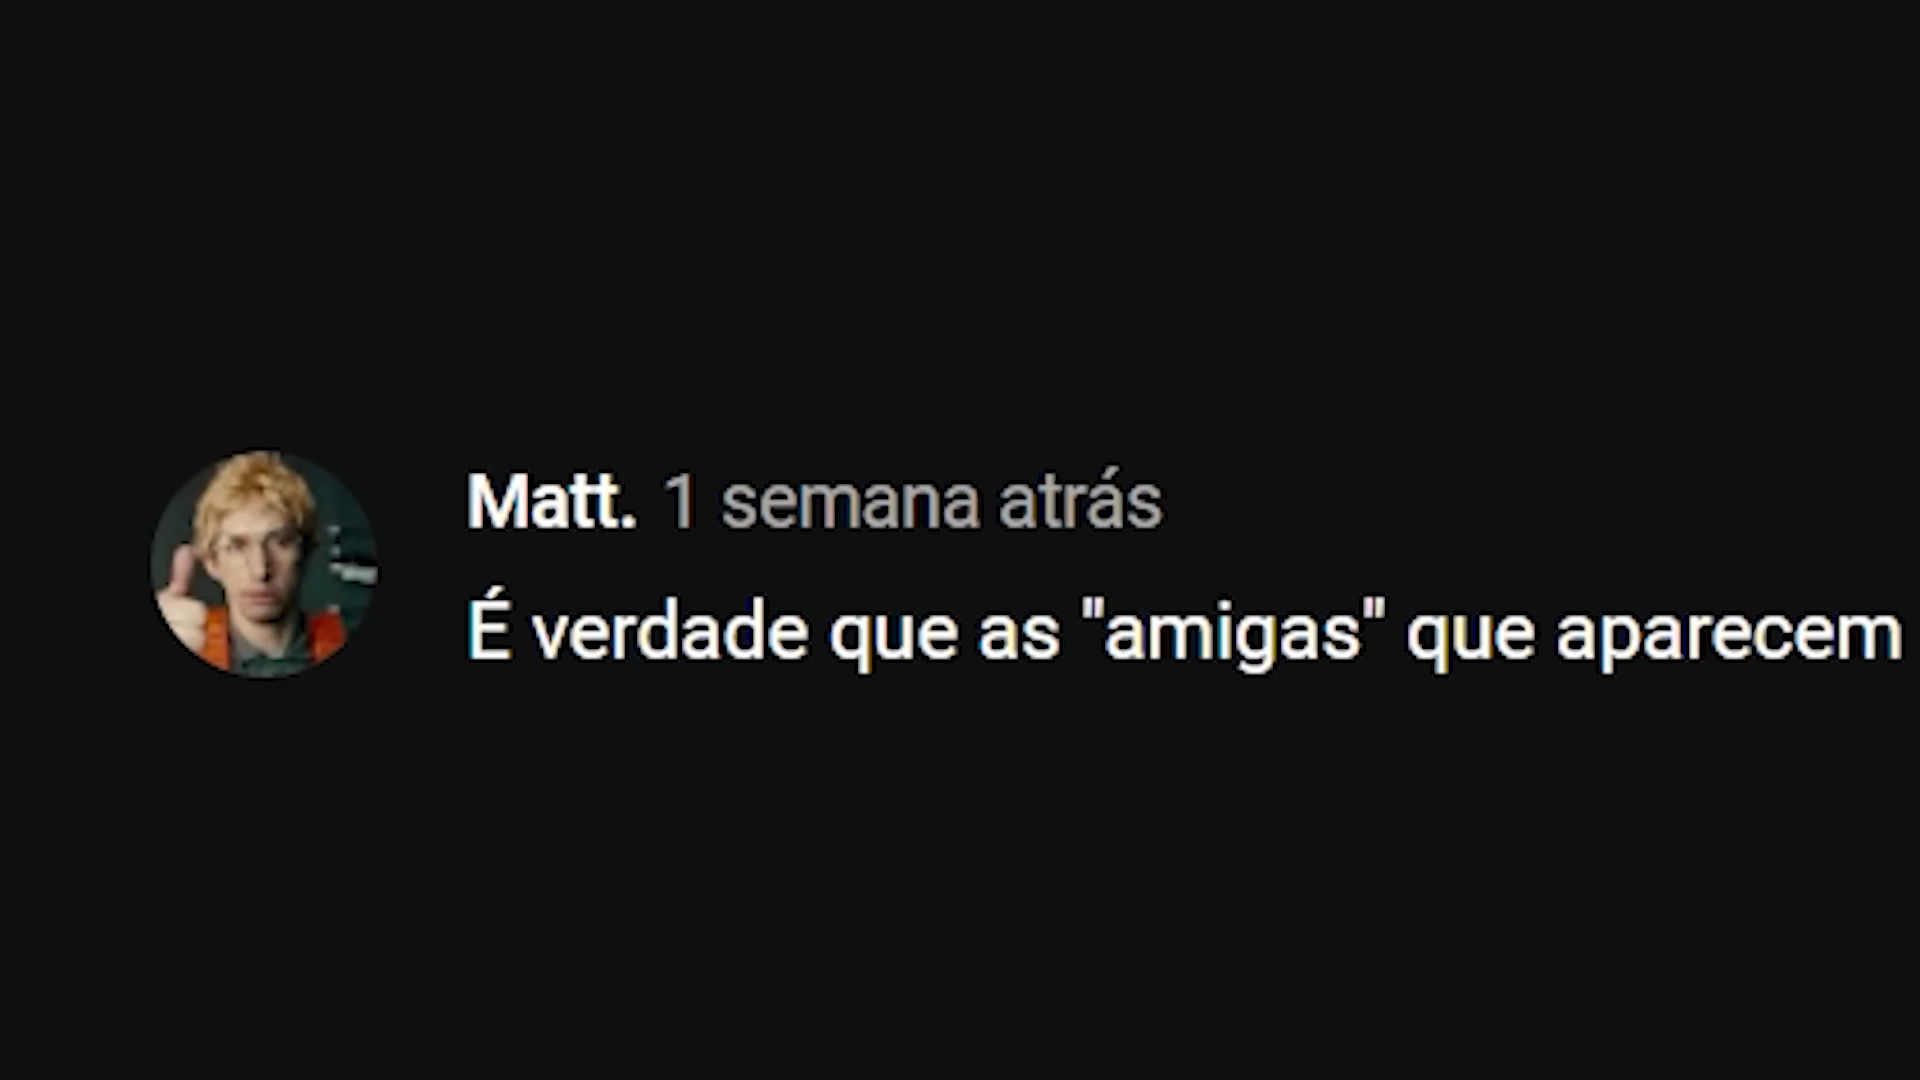 Matt. 1 semana atrás
É verdade que as "amigas" que aparecem